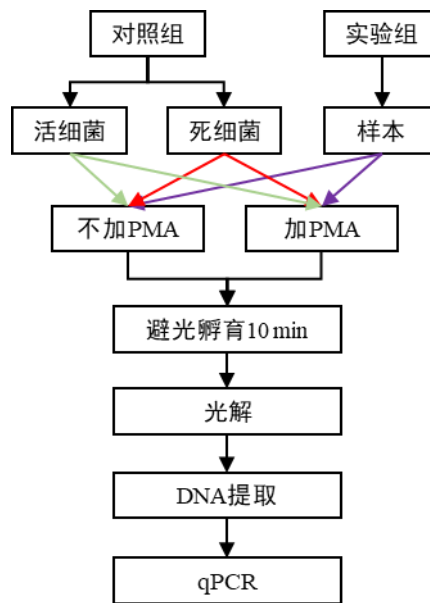 对照组
实验组
活细菌
死细菌
样本
不加PMA
加PMA
避光孵育10 min
光解
DNA提取
qPCR